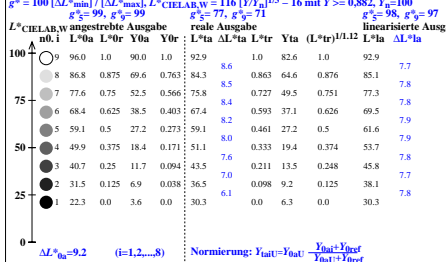 g* = 100 [ΔL*min] / [ΔL*max], L*CIELAB,W = 116 [Y/Yn]1/3 − 16 mit Y >= 0,882, Yn=100
g*5= 99, g*9= 99 g*5= 77, g*9= 71 g*5= 98, g*9= 97
L*CIELAB,W angestrebte Ausgabe reale Ausgabe linearisierte Ausgabe
n0. i L*0a L*0r Y0a Y0r L*ta ΔL*ta L*tr Yta (L*tr)1/1.12 L*la ΔL*la
100 9 96.0 1.0 90.0 1.0 92.9 1.0 82.6 1.0 92.9
8.6 7.7
8 86.8 0.875 69.6 0.763 84.3 0.863 64.6 0.876 85.1
8.5 7.8
75 7 77.6 0.75 52.5 0.566 75.8 0.727 49.5 0.751 77.4
8.4 7.7
6 68.4 0.625 38.5 0.403 67.4 0.593 37.1 0.626 69.5
8.2 7.8
50 5 59.1 0.5 27.2 0.273 59.1 0.461 27.2 0.5 61.6
8.0 7.9
4 49.9 0.375 18.4 0.171 51.1 0.333 19.4 0.374 53.7
7.6 7.8
25 3 40.7 0.25 11.7 0.094 43.5 0.211 13.5 0.248 45.8
7.0 7.7
2 31.5 0.125 6.9 0.038 36.5 0.098 9.2 0.125 38.1
6.1 7.8
1 22.3 0.0 3.6 0.0 30.3 0.0 6.3 0.0 30.3
0
ΔL*0a=9.2 (i=1,2,...,8) Normierung: YtaiU=Y0aU Y0ai+Y0ref
Y0aU+Y0ref